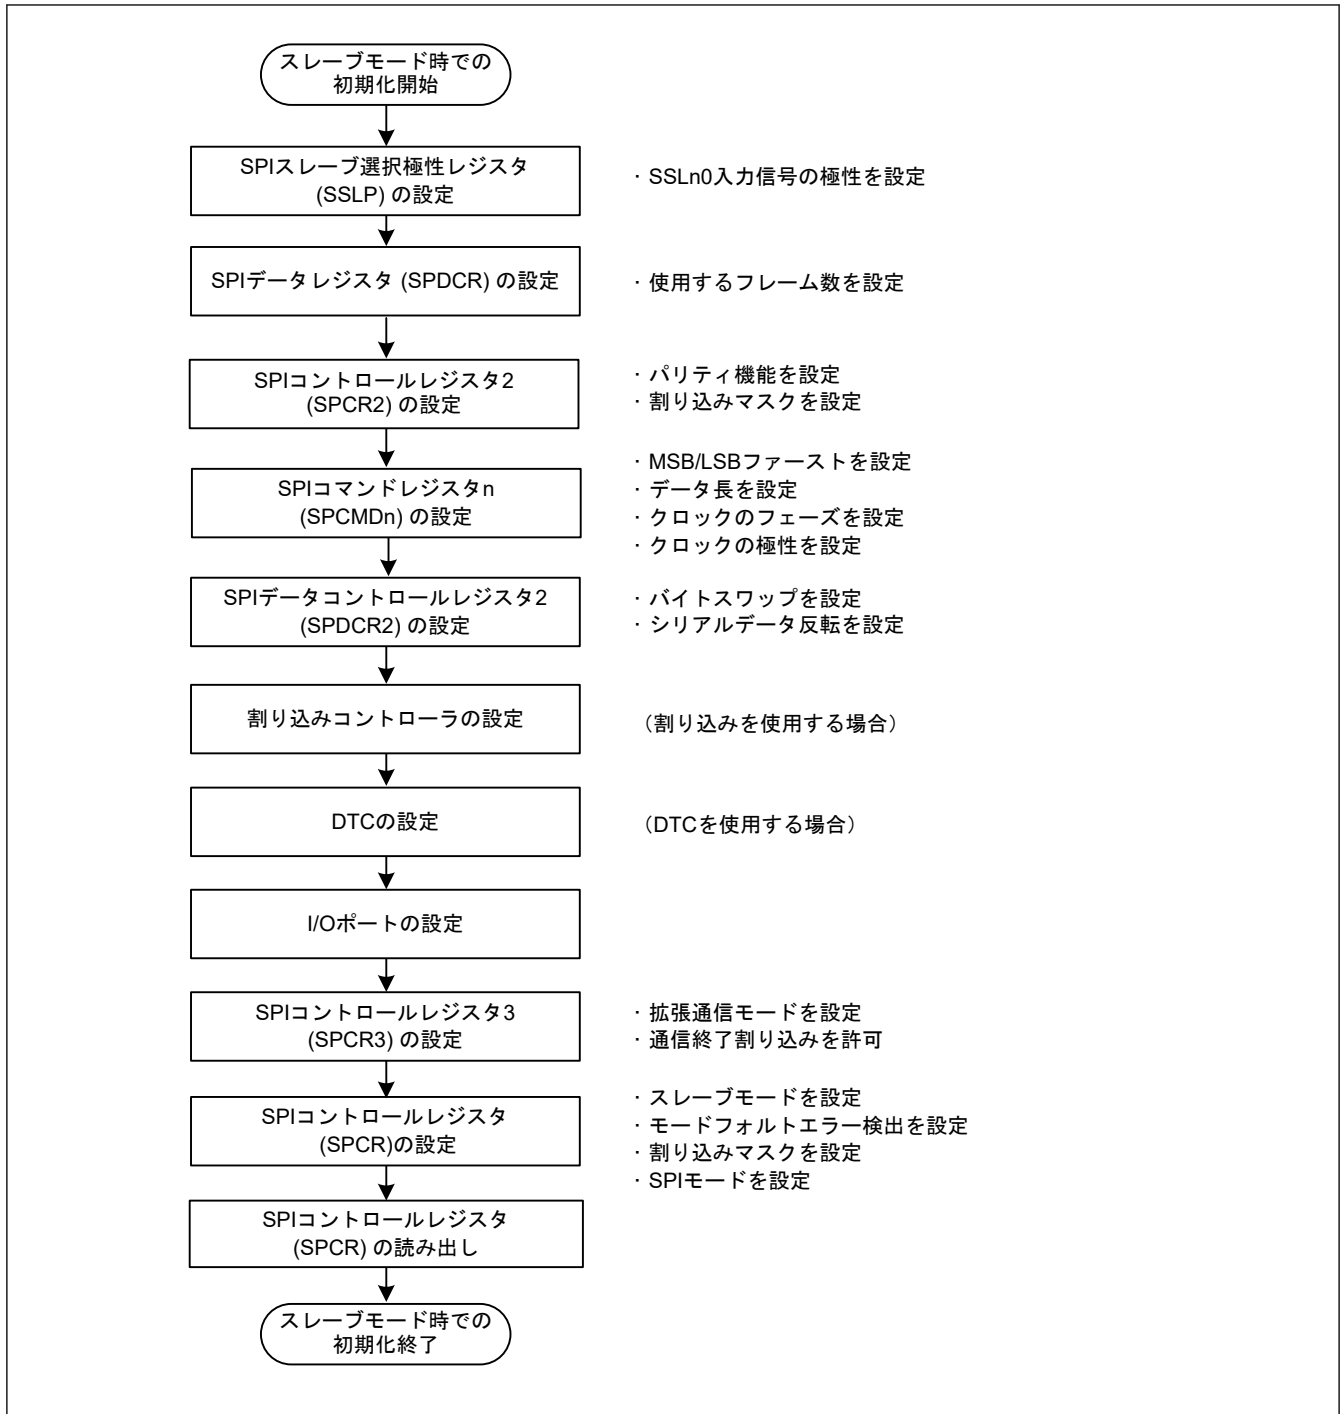 スレーブモード時での
初期化開始
SPIスレーブ選択極性レジスタ
(SSLP) の設定
・SSLn0入力信号の極性を設定
SPIデータレジスタ (SPDCR) の設定
・使用するフレーム数を設定
SPIコントロールレジスタ2
(SPCR2) の設定
・パリティ機能を設定
・割り込みマスクを設定
SPIコマンドレジスタn
(SPCMDn) の設定
・MSB/LSBファーストを設定
・データ長を設定
・クロックのフェーズを設定
・クロックの極性を設定
SPIデータコントロールレジスタ2
(SPDCR2) の設定
・バイトスワップを設定
・シリアルデータ反転を設定
割り込みコントローラの設定
（割り込みを使用する場合）
DTCの設定
（DTCを使用する場合）
I/Oポートの設定
SPIコントロールレジスタ3
(SPCR3) の設定
・拡張通信モードを設定
・通信終了割り込みを許可
SPIコントロールレジスタ
(SPCR)の設定
・スレーブモードを設定
・モードフォルトエラー検出を設定
・割り込みマスクを設定
・SPIモードを設定
SPIコントロールレジスタ
(SPCR) の読み出し
スレーブモード時での
初期化終了